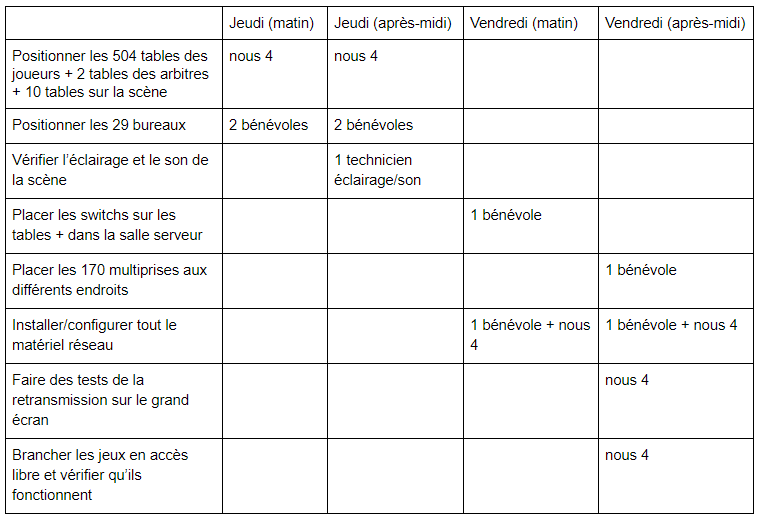 Jeudi (matin) Jeudi (après-midi) Vendredi (matin) Vendredi (après-midi)
Positionner les 504 tables des nous 4 nous 4
joueurs + 2 tables des arbitres
+ 10 tables sur la scène
Positionner les 29 bureaux 2 bénévoles 2 bénévoles
Vérifier l’éclairage et le son de 1 technicien
la scène éclairage/son
Placer les switchs sur les 1 bénévole
tables + dans la salle serveur
Placer les 170 multiprises aux 1 bénévole
différents endroits
Installer/configurer tout le 1 bénévole + nous 1 bénévole + nous 4
matériel réseau 4
Faire des tests de la nous 4
retransmission sur le grand
écran
Brancher les jeux en accès nous 4
libre et vérifier qu’ils
fonctionnent